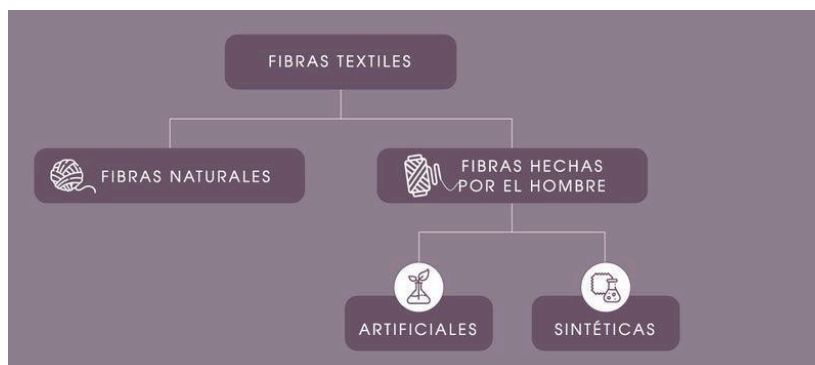 FIBRAS TEXTILES
FIBRAS NATURALES
FIBRAS HECHAS
POR EL HOMBRE
ARTIFICIALES
SINTÉTICAS